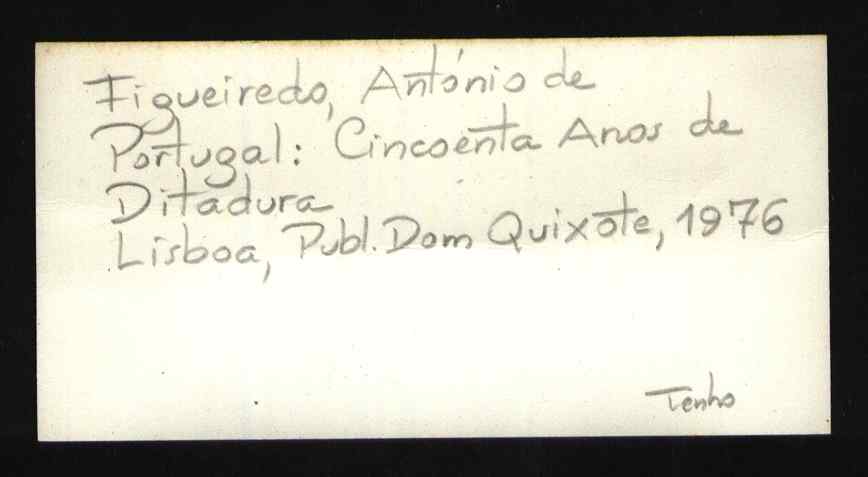 Figueiredo, António de
Portugal: Cincoenta Anos de
Ditadura
Lisboa, Publ. Dom Quixote, 1976
Tenho